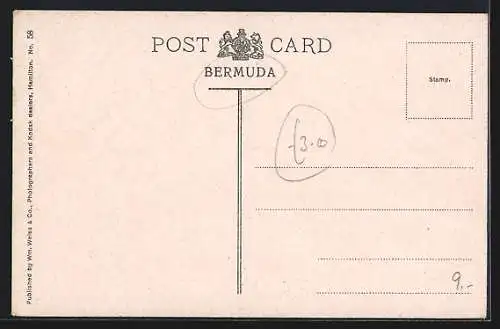 POST CARD
BERMUDA
Stamp.
Published by Wm. Weiss & Co., Photographers and Kodak dealers, Hamilton. No. 58
£3.00
9.-